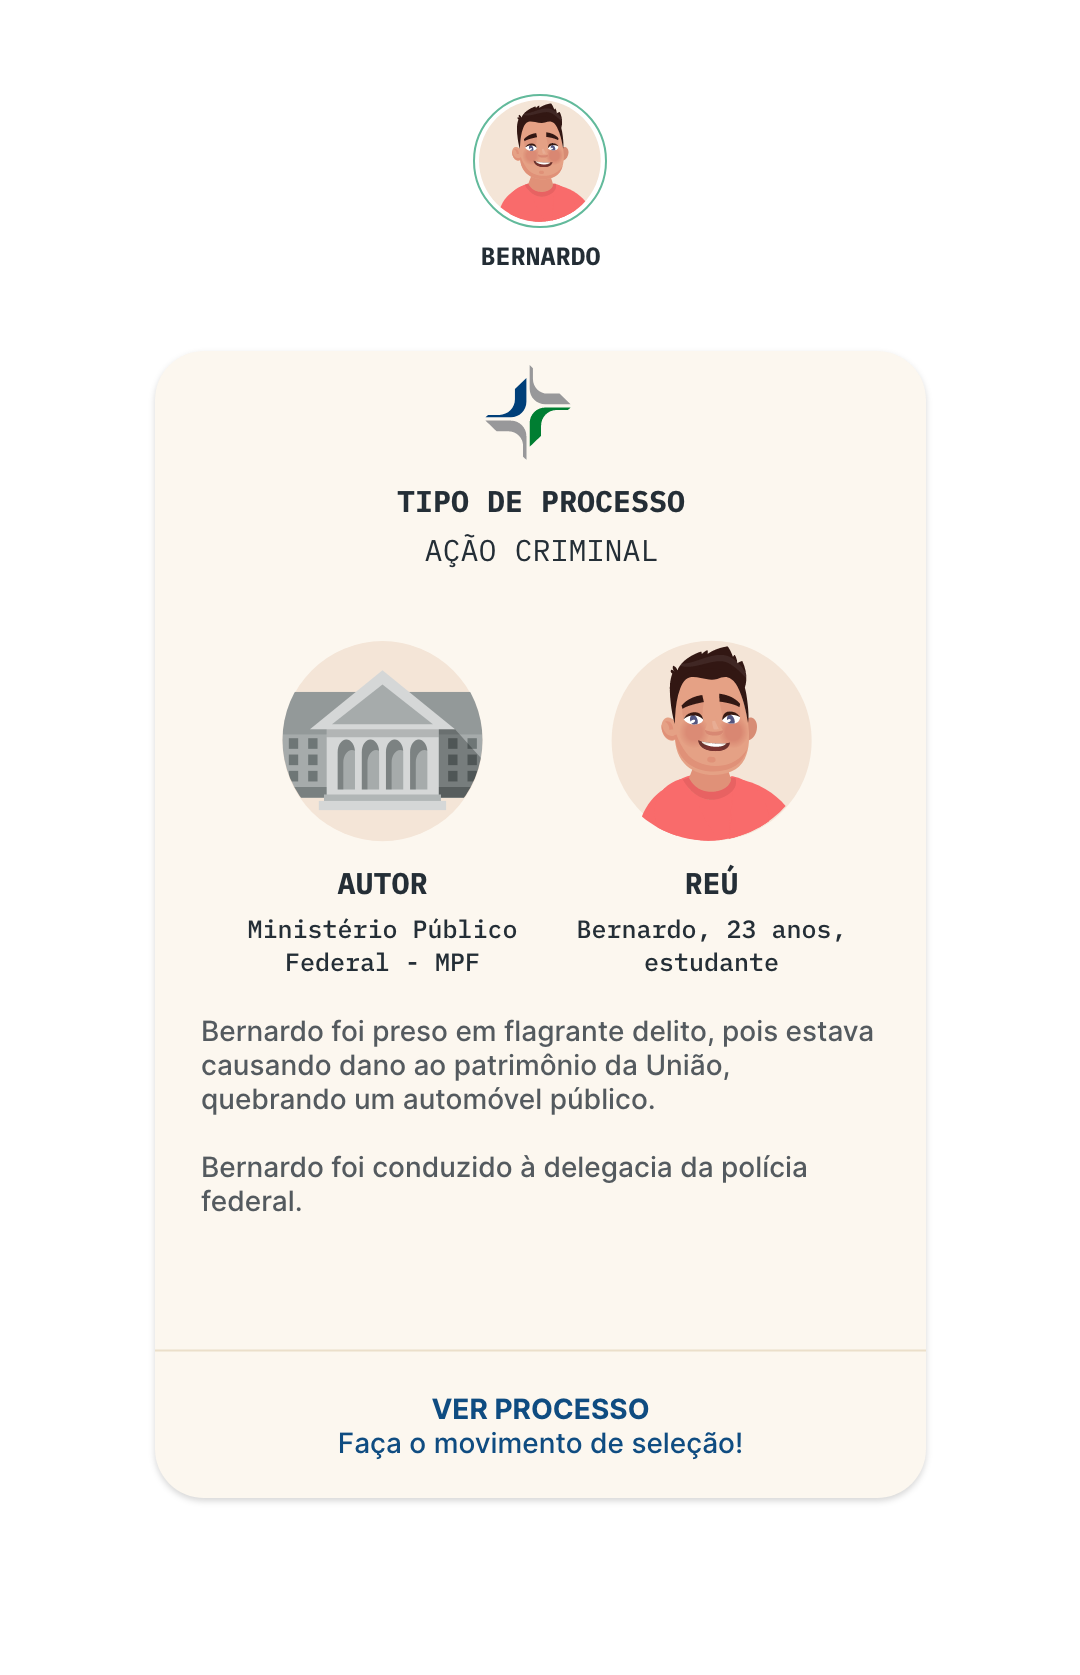 BERNARDO
TIPO DE PROCESSO
AÇÃO CRIMINAL
AUTOR
Ministério Público
Federal - MPF
REÚ
Bernardo, 23 anos,
estudante
Bernardo foi preso em flagrante delito, pois estava
causando dano ao patrimônio da União,
quebrando um automóvel público.
Bernardo foi conduzido à delegacia da polícia
federal.
VER PROCESSO
Faça o movimento de seleção!